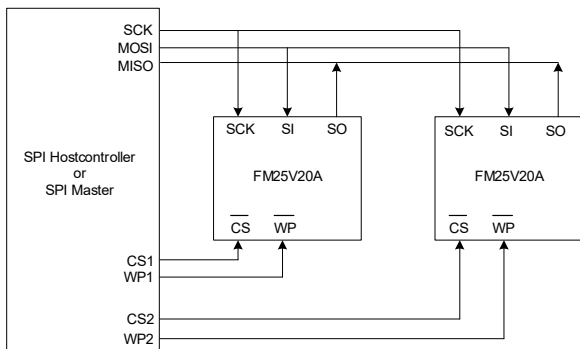 SCK
MOSI
MISO
SCK SI SO
SCK SI SO
SPI Hostcontroller
or
SPI Master
FM25V20A
FM25V20A
CS WP
CS WP
CS1
WP1
CS2
WP2